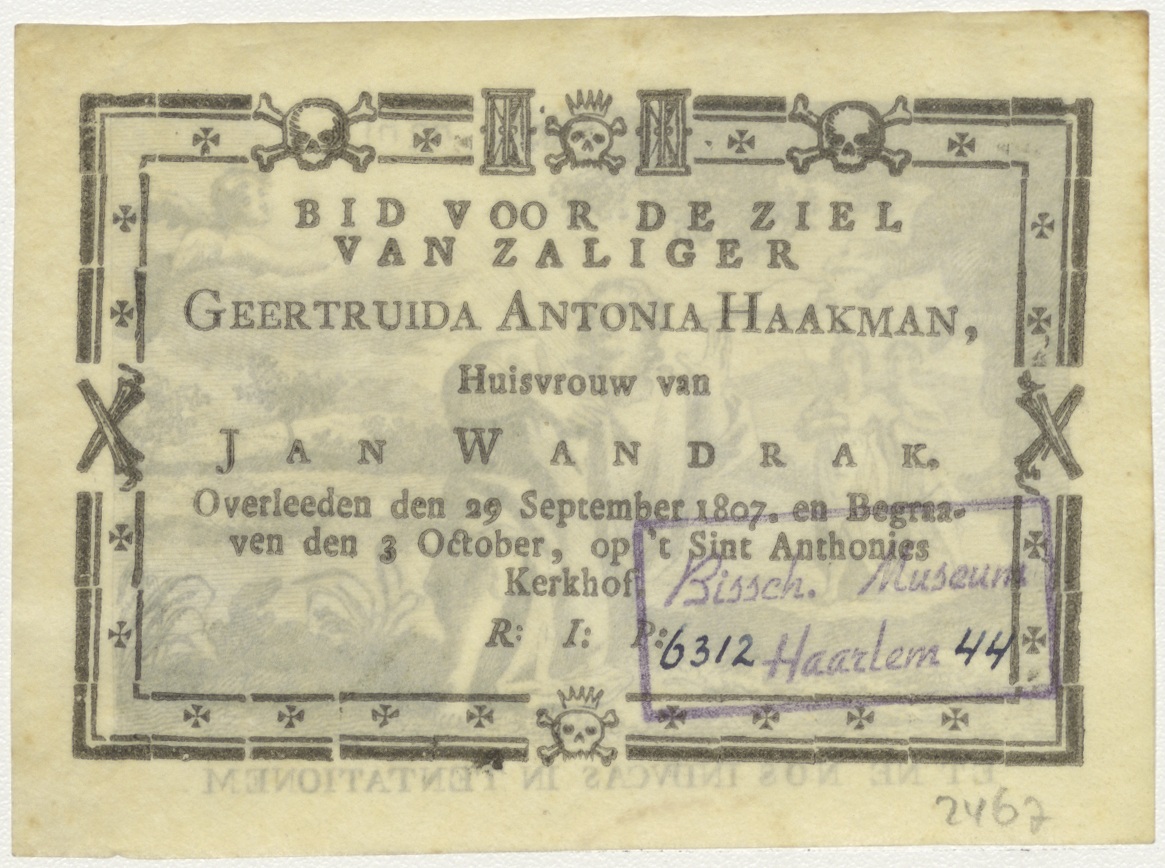 BID VOOR DE ZIEL
VAN ZALIGER
GEERTRUIDA ANTONIA HAAKMAN,
Huisvrouw van
JAN WANDRAK.
Overleeden den 29 September 1807. en Begraa-
ven den 3 October, op 't Sint Anthonies
Kerkhof
R: I: P:
Bissch. Museum
6312 Haarlem 44
ET NE NOS INDVCAS IN TENTATIONEM
2467